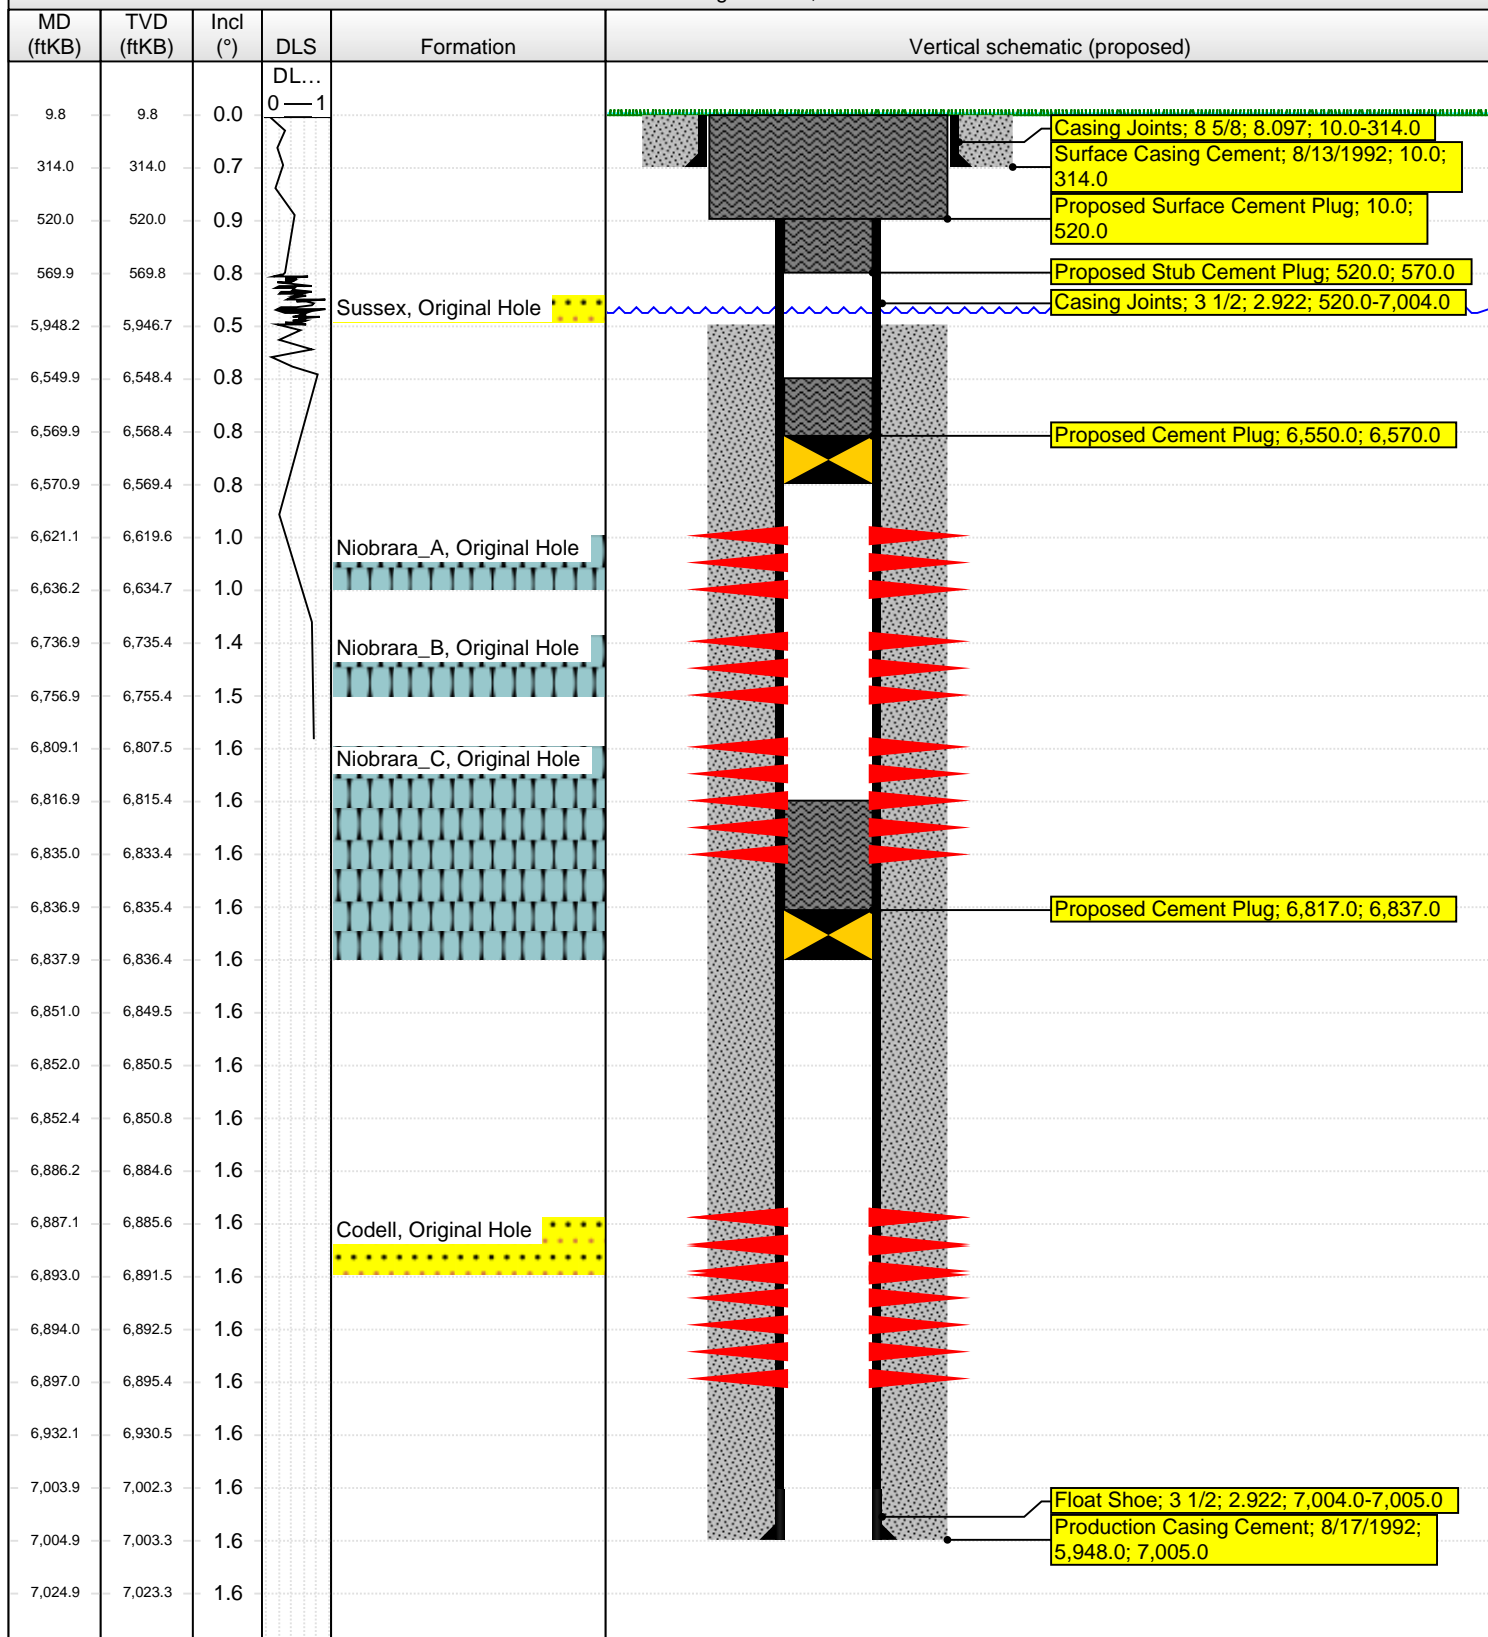 MD (ftKB) TVD (ftKB) Incl (°) DLS Formation Vertical schematic (proposed)
DL...
0 1
9.8 9.8 0.0
Casing Joints; 8 5/8; 8.097; 10.0-314.0
Surface Casing Cement; 8/13/1992; 10.0;
314.0
314.0 314.0 0.7
Proposed Surface Cement Plug; 10.0;
520.0
520.0 520.0 0.9
569.9 569.8 0.8
Proposed Stub Cement Plug; 520.0; 570.0
Casing Joints; 3 1/2; 2.922; 520.0-7,004.0
Sussex, Original Hole
5,948.2 5,946.7 0.5
6,549.9 6,548.4 0.8
6,569.9 6,568.4 0.8
Proposed Cement Plug; 6,550.0; 6,570.0
6,570.9 6,569.4 0.8
6,621.1 6,619.6 1.0
Niobrara_A, Original Hole
6,636.2 6,634.7 1.0
6,736.9 6,735.4 1.4
Niobrara_B, Original Hole
6,756.9 6,755.4 1.5
6,809.1 6,807.5 1.6
Niobrara_C, Original Hole
6,816.9 6,815.4 1.6
6,835.0 6,833.4 1.6
6,836.9 6,835.4 1.6
Proposed Cement Plug; 6,817.0; 6,837.0
6,837.9 6,836.4 1.6
6,851.0 6,849.5 1.6
6,852.0 6,850.5 1.6
6,852.4 6,850.8 1.6
6,886.2 6,884.6 1.6
6,887.1 6,885.6 1.6
Codell, Original Hole
6,893.0 6,891.5 1.6
6,894.0 6,892.5 1.6
6,897.0 6,895.4 1.6
6,932.1 6,930.5 1.6
7,003.9 7,002.3 1.6
Float Shoe; 3 1/2; 2.922; 7,004.0-7,005.0
Production Casing Cement; 8/17/1992;
5,948.0; 7,005.0
7,004.9 7,003.3 1.6
7,024.9 7,023.3 1.6